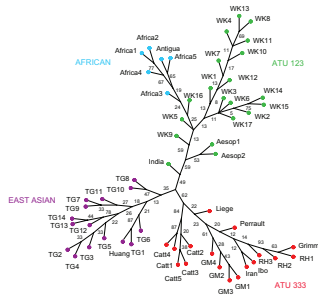 WK13
WK4
WK8
Africa2
Africa1
Antigua
WK11
Africa5
WK10
AFRICAN
WK7
ATU 123
Africa4
WK1
WK12
Africa3
WK16
WK3
WK14
WK6
WK15
WK5
WK2
WK17
WK9
Aesop1
Aesop2
India
TG8
TG10
TG11
EAST ASIAN
TG7
TG9
TG14
TG13
TG12
TG2
TG4
TG3
TG5
Huang
TG1
TG6
Liege
Perrault
Catt4
Catt2
Catt1
Catt3
Catt5
GM4
GM2
GM3
GM1
Iran
Ibo
RH3
RH2
RH1
Grimm
ATU 333